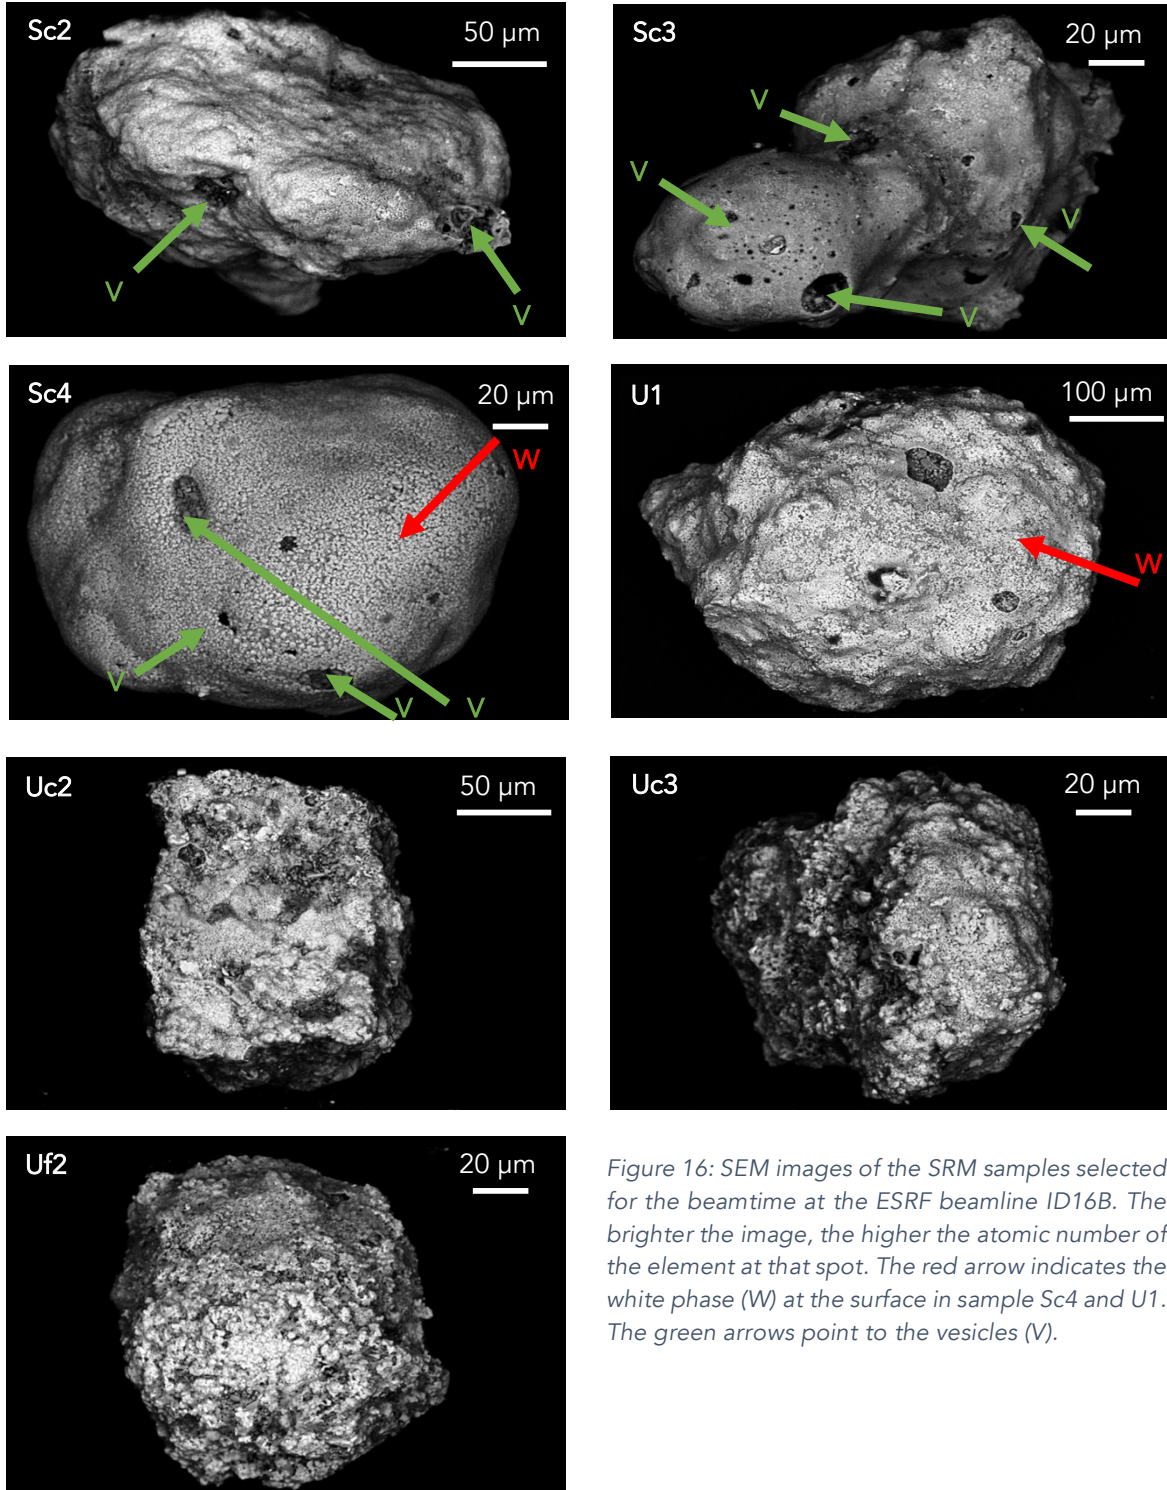 Sc2
50 µm
V
V
Sc3
20 µm
V
V
V
V
Sc4
20 µm
W
V
V
V
U1
100 µm
W
Uc2
50 µm
Uc3
20 µm
Uf2
20 µm
Figure 16: SEM images of the SRM samples selected
for the beamtime at the ESRF beamline ID16B. The
brighter the image, the higher the atomic number of
the element at that spot. The red arrow indicates the
white phase (W) at the surface in sample Sc4 and U1.
The green arrows point to the vesicles (V).